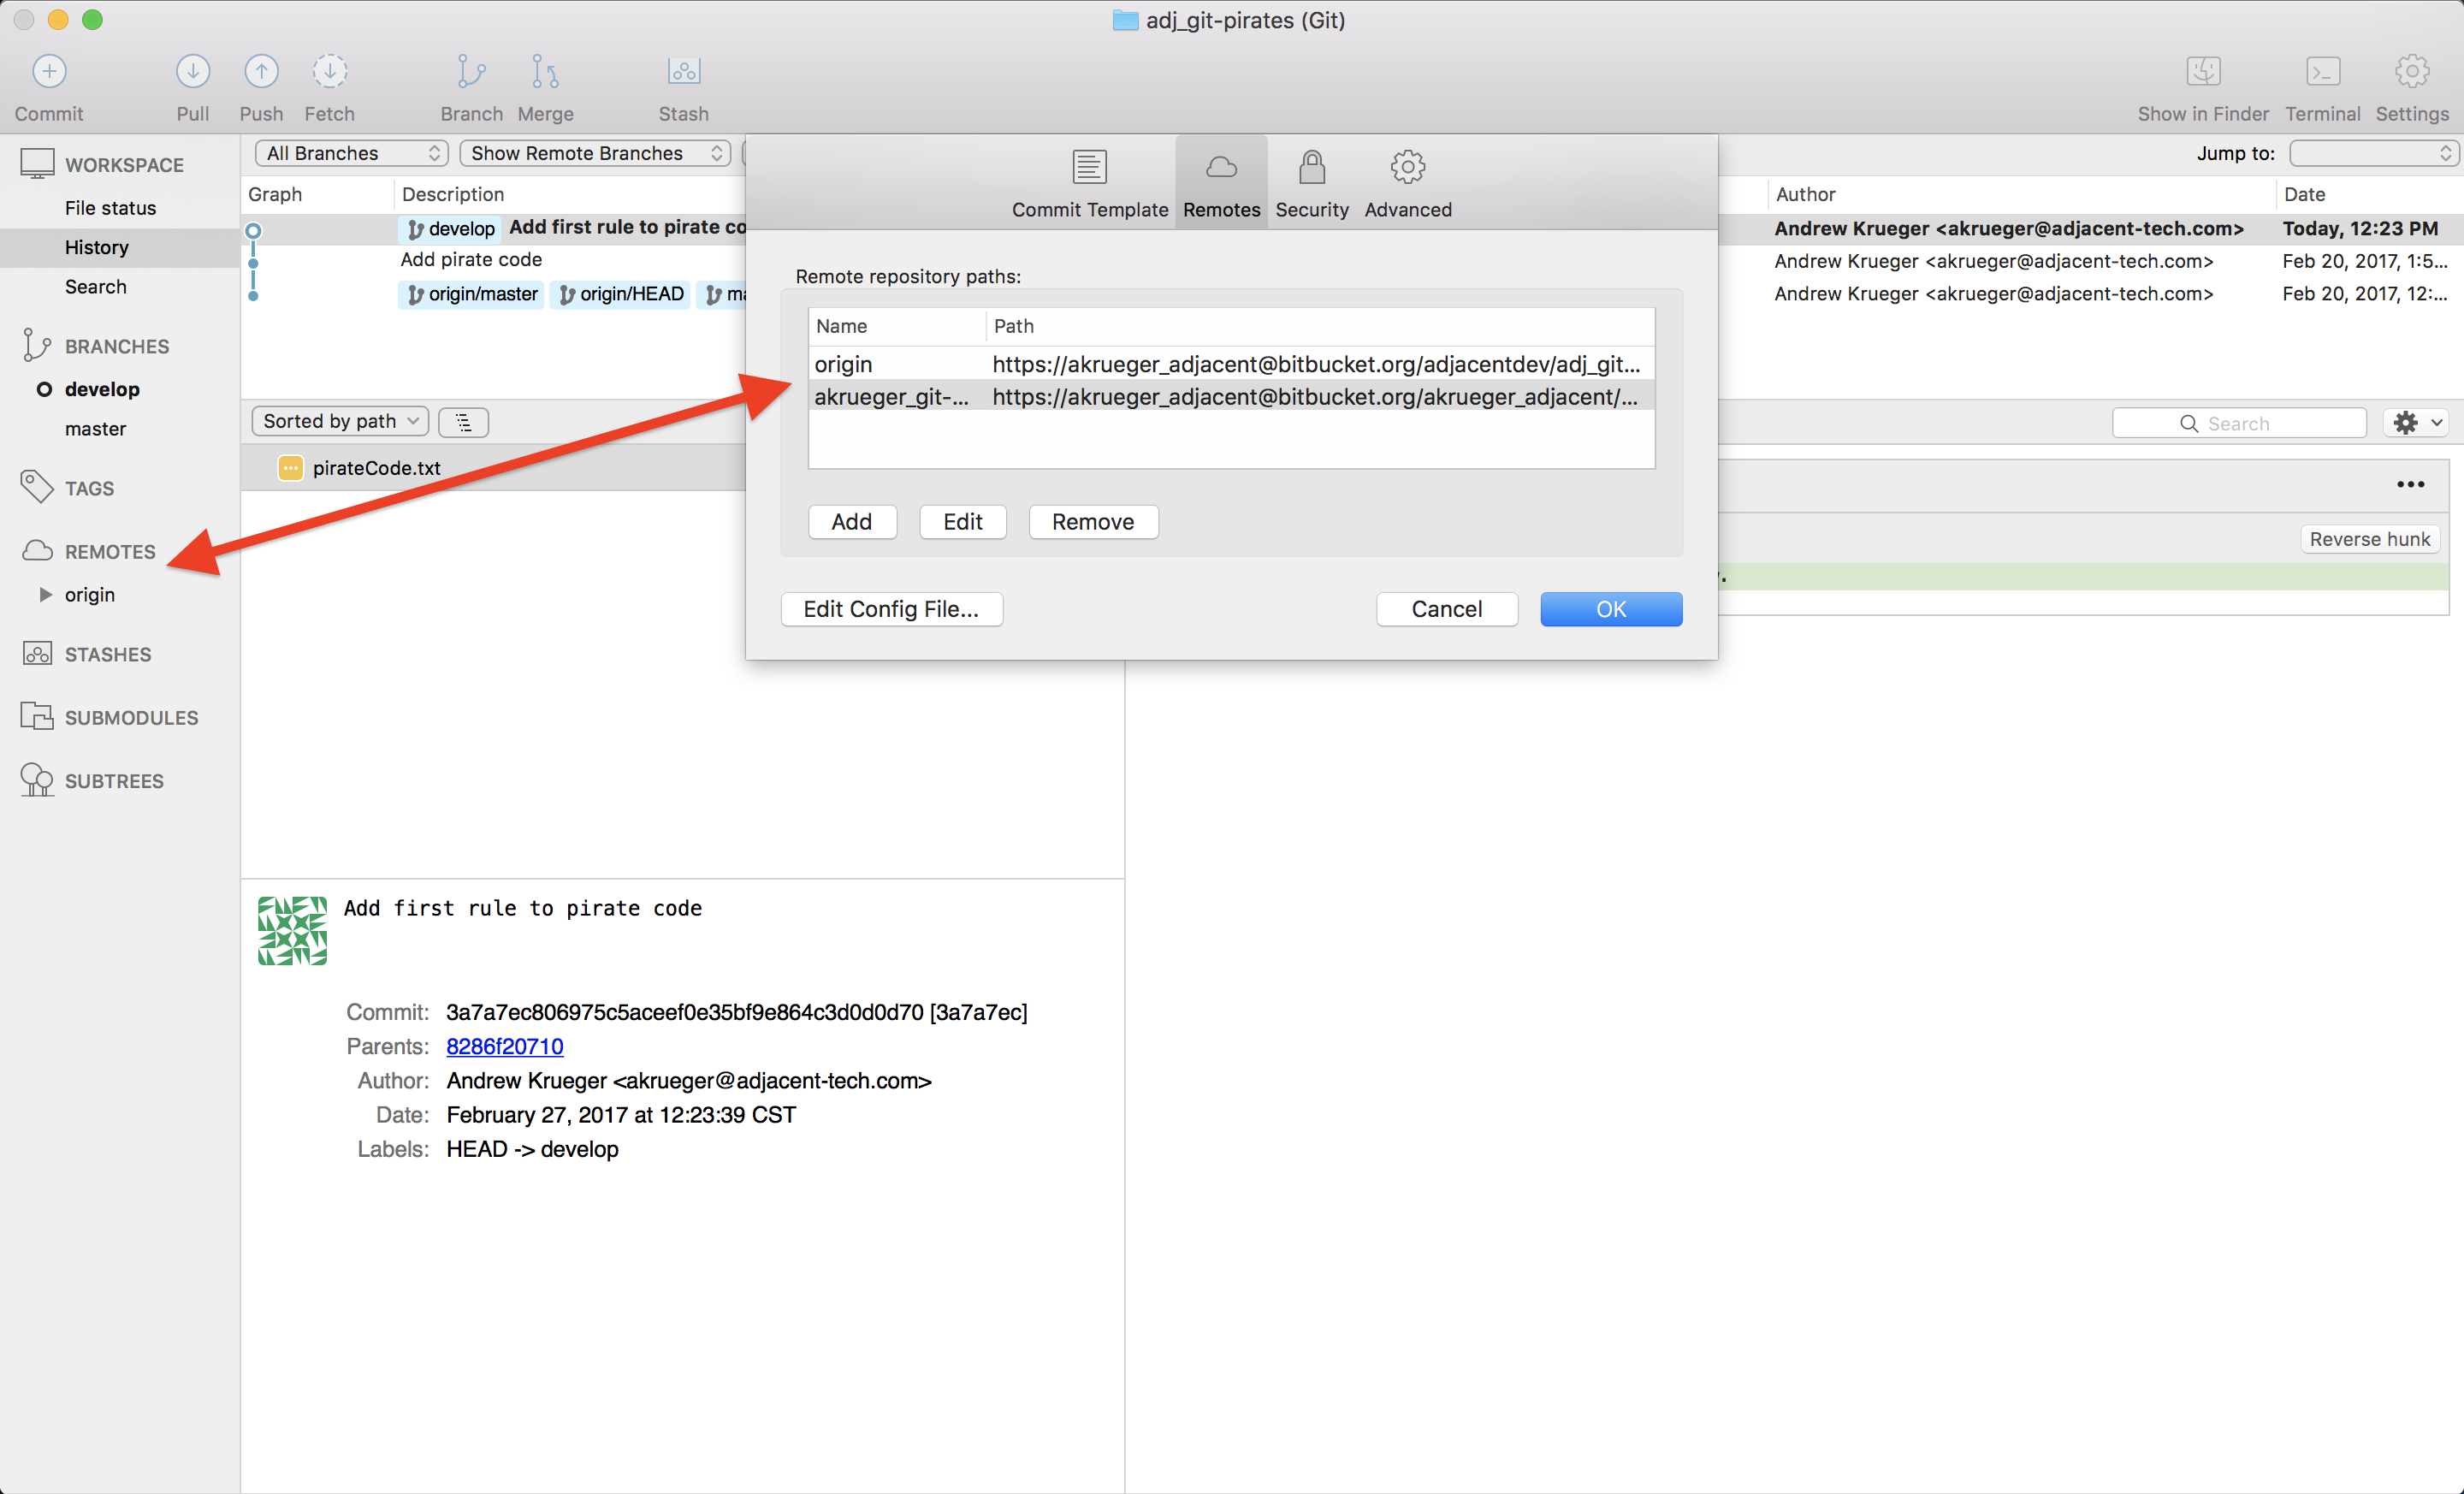 adj_git-pirates (Git)
Commit Pull Push Fetch Branch Merge Stash Show in Finder Terminal Settings
WORKSPACE
File status
History
Search
BRANCHES
develop
master
TAGS
REMOTES
origin
STASHES
SUBMODULES
SUBTREES
All Branches Show Remote Branches Jump to:
Graph Description Author Date
develop Add first rule to pirate co Andrew Krueger <akrueger@adjacent-tech.com> Today, 12:23 PM
Add pirate code Andrew Krueger <akrueger@adjacent-tech.com> Feb 20, 2017, 1:5...
origin/master origin/HEAD ma Andrew Krueger <akrueger@adjacent-tech.com> Feb 20, 2017, 12:...
Commit Template Remotes Security Advanced
Remote repository paths:
Name Path
origin https://akrueger_adjacent@bitbucket.org/adjacentdev/adj_git...
akrueger_git-... https://akrueger_adjacent@bitbucket.org/akrueger_adjacent/...
Add Edit Remove
Edit Config File... Cancel OK
Sorted by path Search
pirateCode.txt
Reverse hunk
Add first rule to pirate code
Commit: 3a7a7ec806975c5aceef0e35bf9e864c3d0d0d70 [3a7a7ec]
Parents: 8286f20710
Author: Andrew Krueger <akrueger@adjacent-tech.com>
Date: February 27, 2017 at 12:23:39 CST
Labels: HEAD -> develop